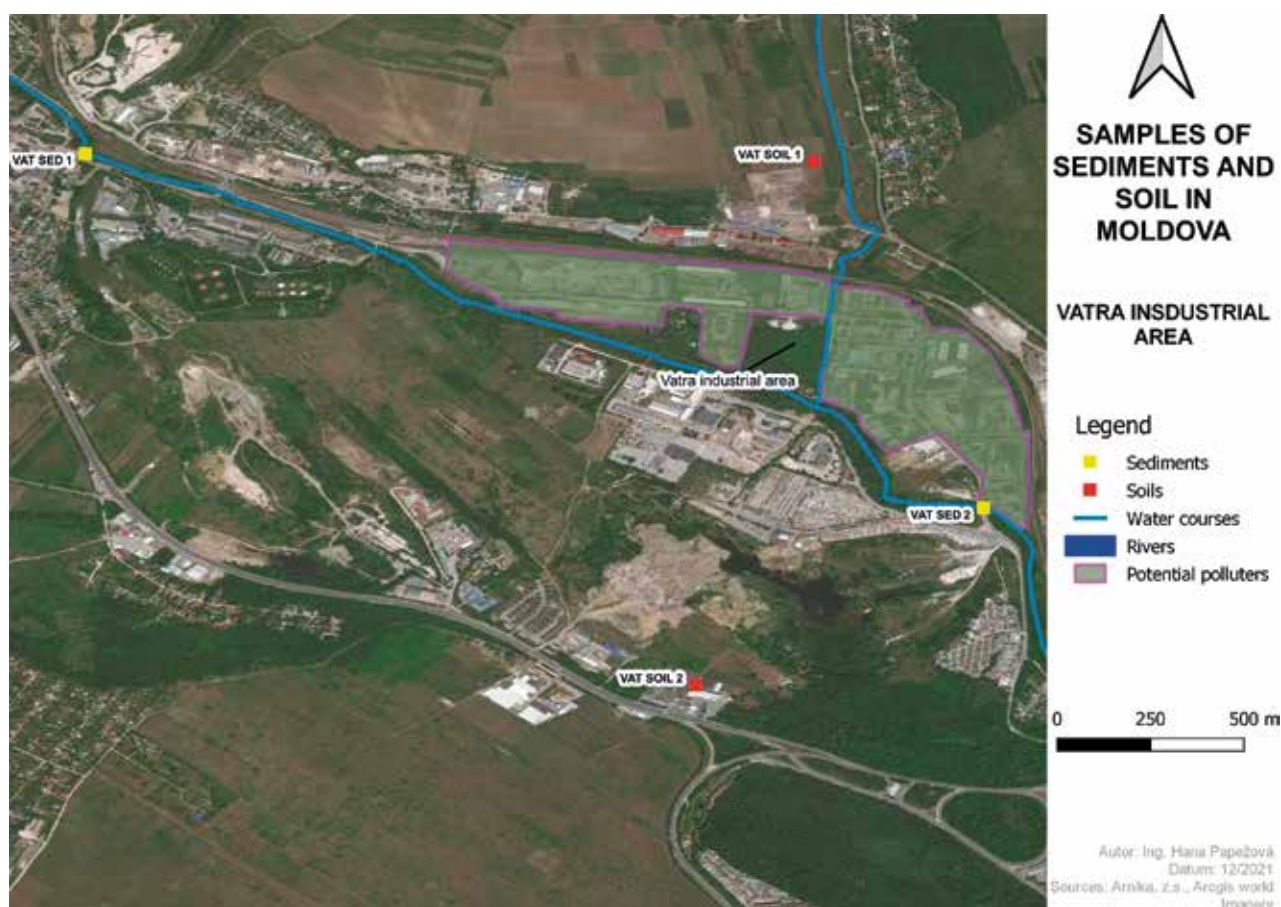 VAT SED 1
VAT SOIL 1
Vatra industrial area
VAT SED 2
VAT SOIL 2
SAMPLES OF
SEDIMENTS AND
SOIL IN
MOLDOVA
VATRA INSDUSTRIAL
AREA
Legend
Sediments
Soils
Water courses
Rivers
Potential polluters
0 250 500 m
Autor: Ing. Hana Papežová
Datum: 12/2021
Sources: Arnika, z.s., Arcgis world
Imagery